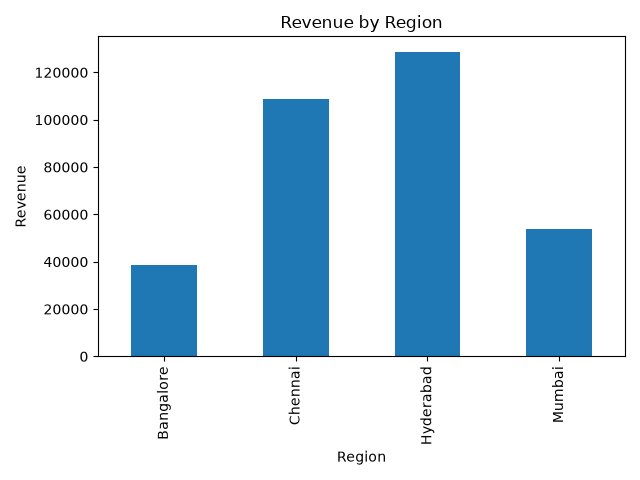 Revenue by Region
Revenue
120000
100000
80000
60000
40000
20000
0
Bangalore
Chennai
Hyderabad
Mumbai
Region